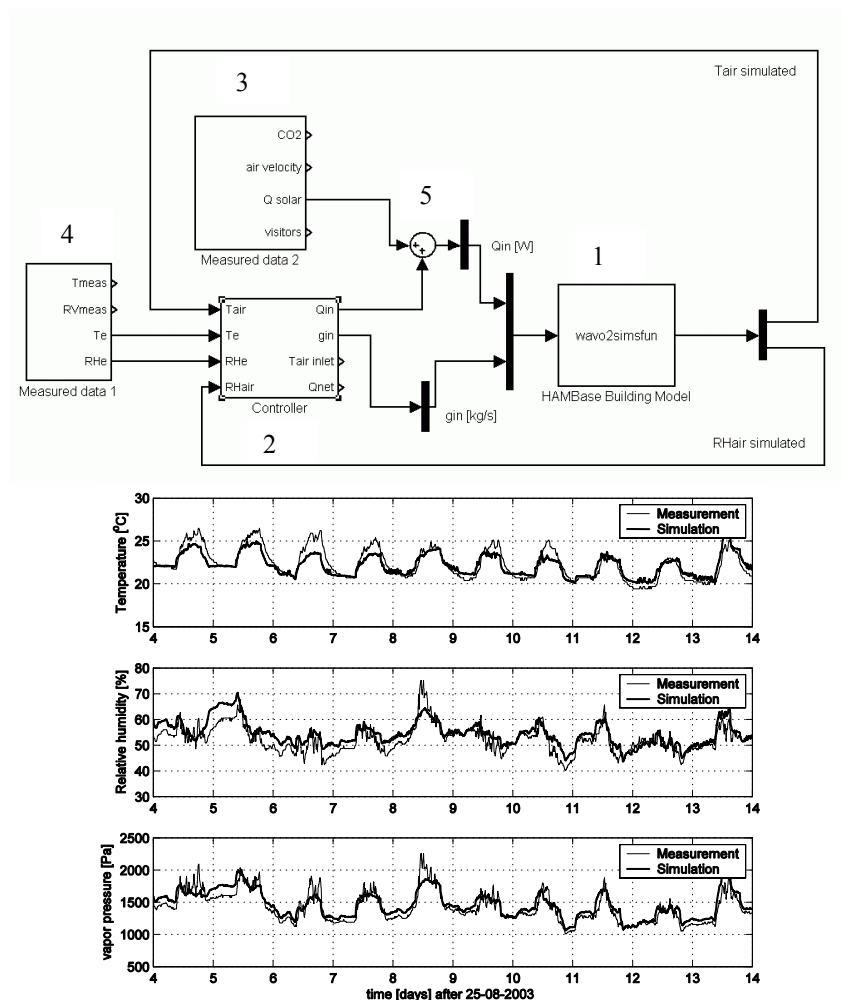 Tair simulated
3
CO2
air velocity
Q solar
visitors
Measured data 2
5
Qin [W]
4
Tmeas
RVmeas
Te
RHe
Measured data 1
Tair
Te
RHe
RHair
Qin
gin
Tair inlet
Qnet
Controller
2
gin [kg/s]
1
wavo2simsfun
HAMBase Building Model
RHair simulated
Temperature [°C]
30
25
20
15
Measurement
Simulation
4 5 6 7 8 9 10 11 12 13 14
Relative humidity [%]
80
70
60
50
40
30
Measurement
Simulation
4 5 6 7 8 9 10 11 12 13 14
vapor pressure [Pa]
2500
2000
1500
1000
500
Measurement
Simulation
4 5 6 7 8 9 10 11 12 13 14
time [days] after 25-08-2003